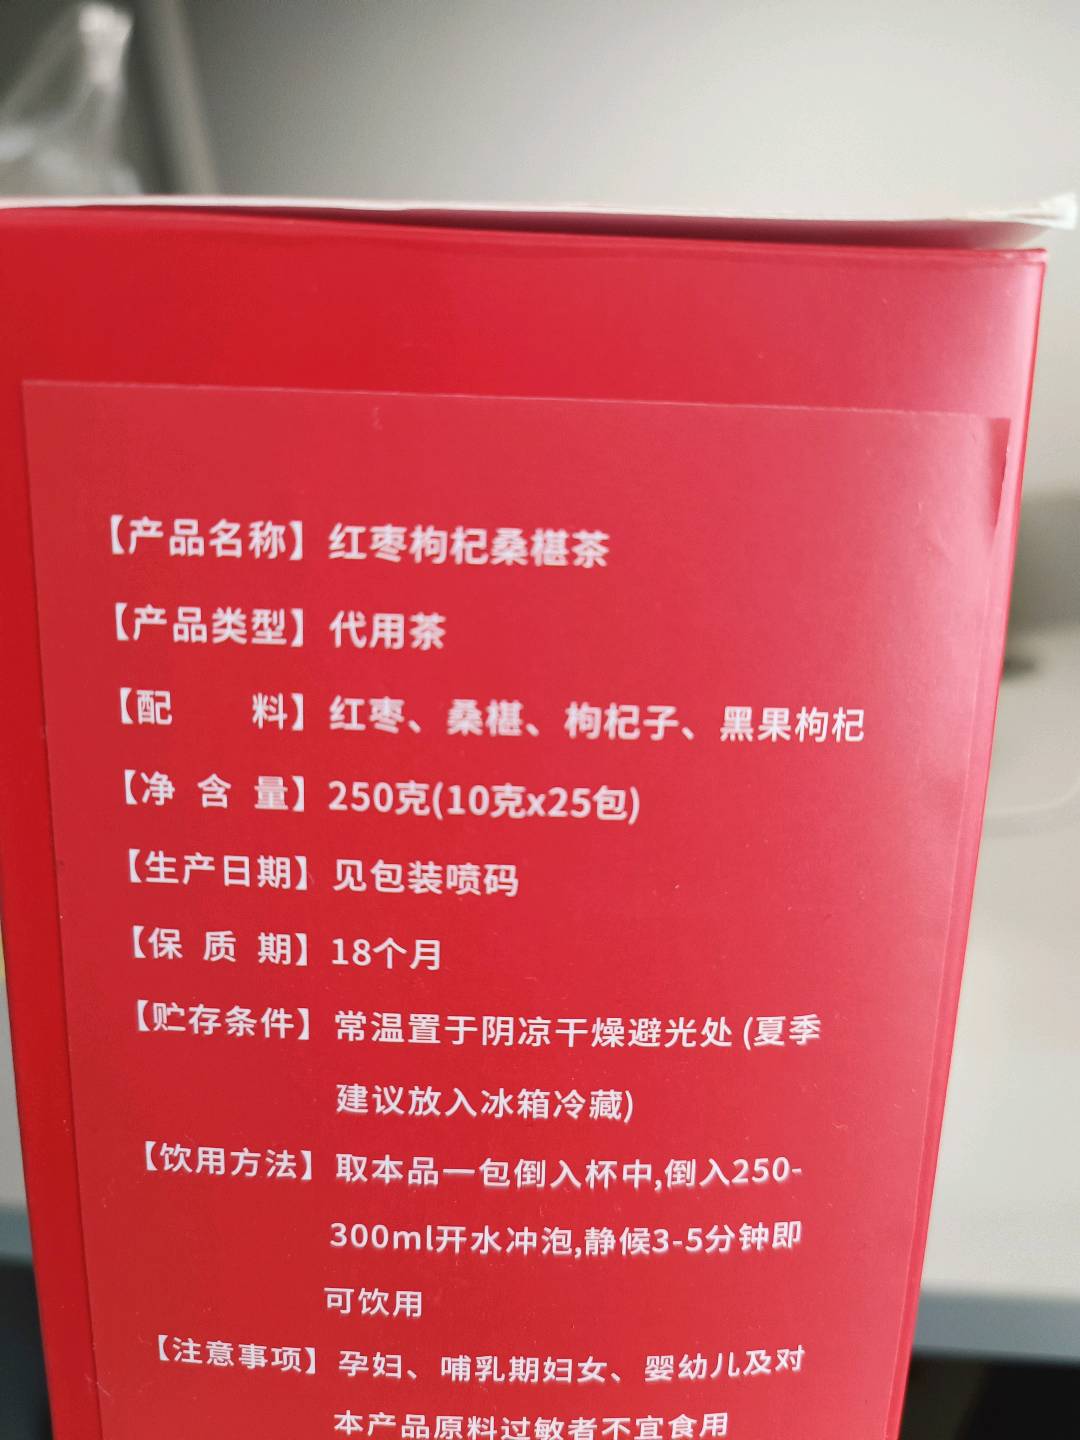 【产品名称】红枣枸杞桑椹茶
【产品类型】代用茶
【配 料】红枣、桑椹、枸杞子、黑果枸杞
【净 含 量】250克(10克x25包)
【生产日期】见包装喷码
【保 质 期】18个月
【贮存条件】常温置于阴凉干燥避光处(夏季
建议放入冰箱冷藏)
【饮用方法】取本品一包倒入杯中,倒入250-
300ml开水冲泡,静候3-5分钟即
可饮用
【注意事项】孕妇、哺乳期妇女、婴幼儿及对
本产品原料过敏者不宜食用